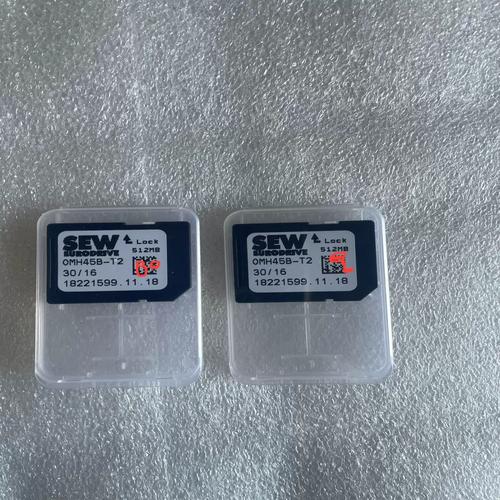 SEW Lock
EURODRIVE 512MB
OMH45B-T2
30/16
18221599.11.18
SEW Lock
EURODRIVE 512MB
OMH45B-T2
30/16
18221599.11.18